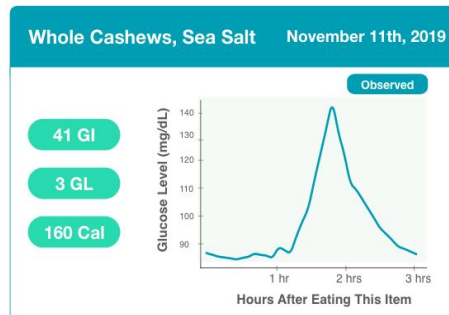 Whole Cashews, Sea Salt November 11th, 2019
Observed
41 GI
3 GL
160 Cal
Glucose Level (mg/dL)
140
130
120
110
100
90
1 hr 2 hrs 3 hrs
Hours After Eating This Item